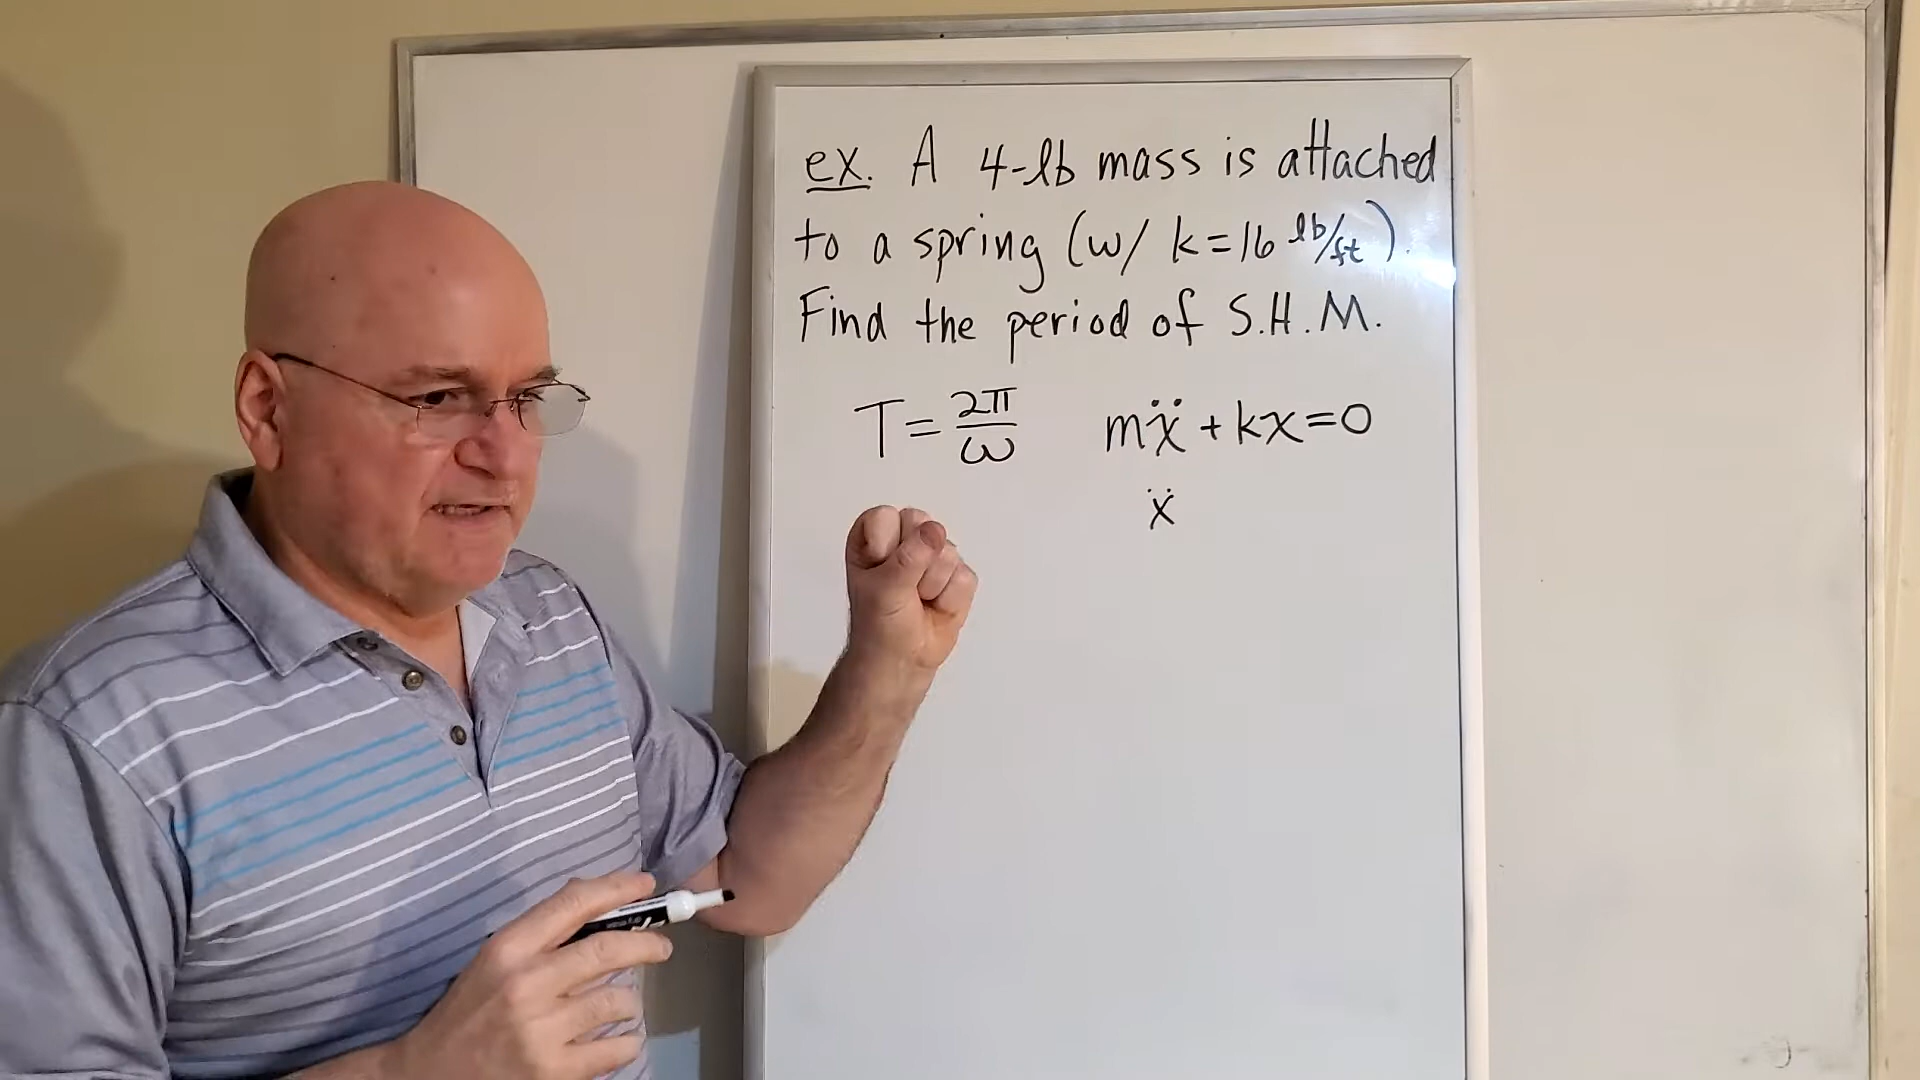 ex. A 4-lb mass is attached
to a spring (w/ k=16 lb/ft).
Find the period of S.H.M.
T = 2π/ω   mẍ + kx = 0
ẍ